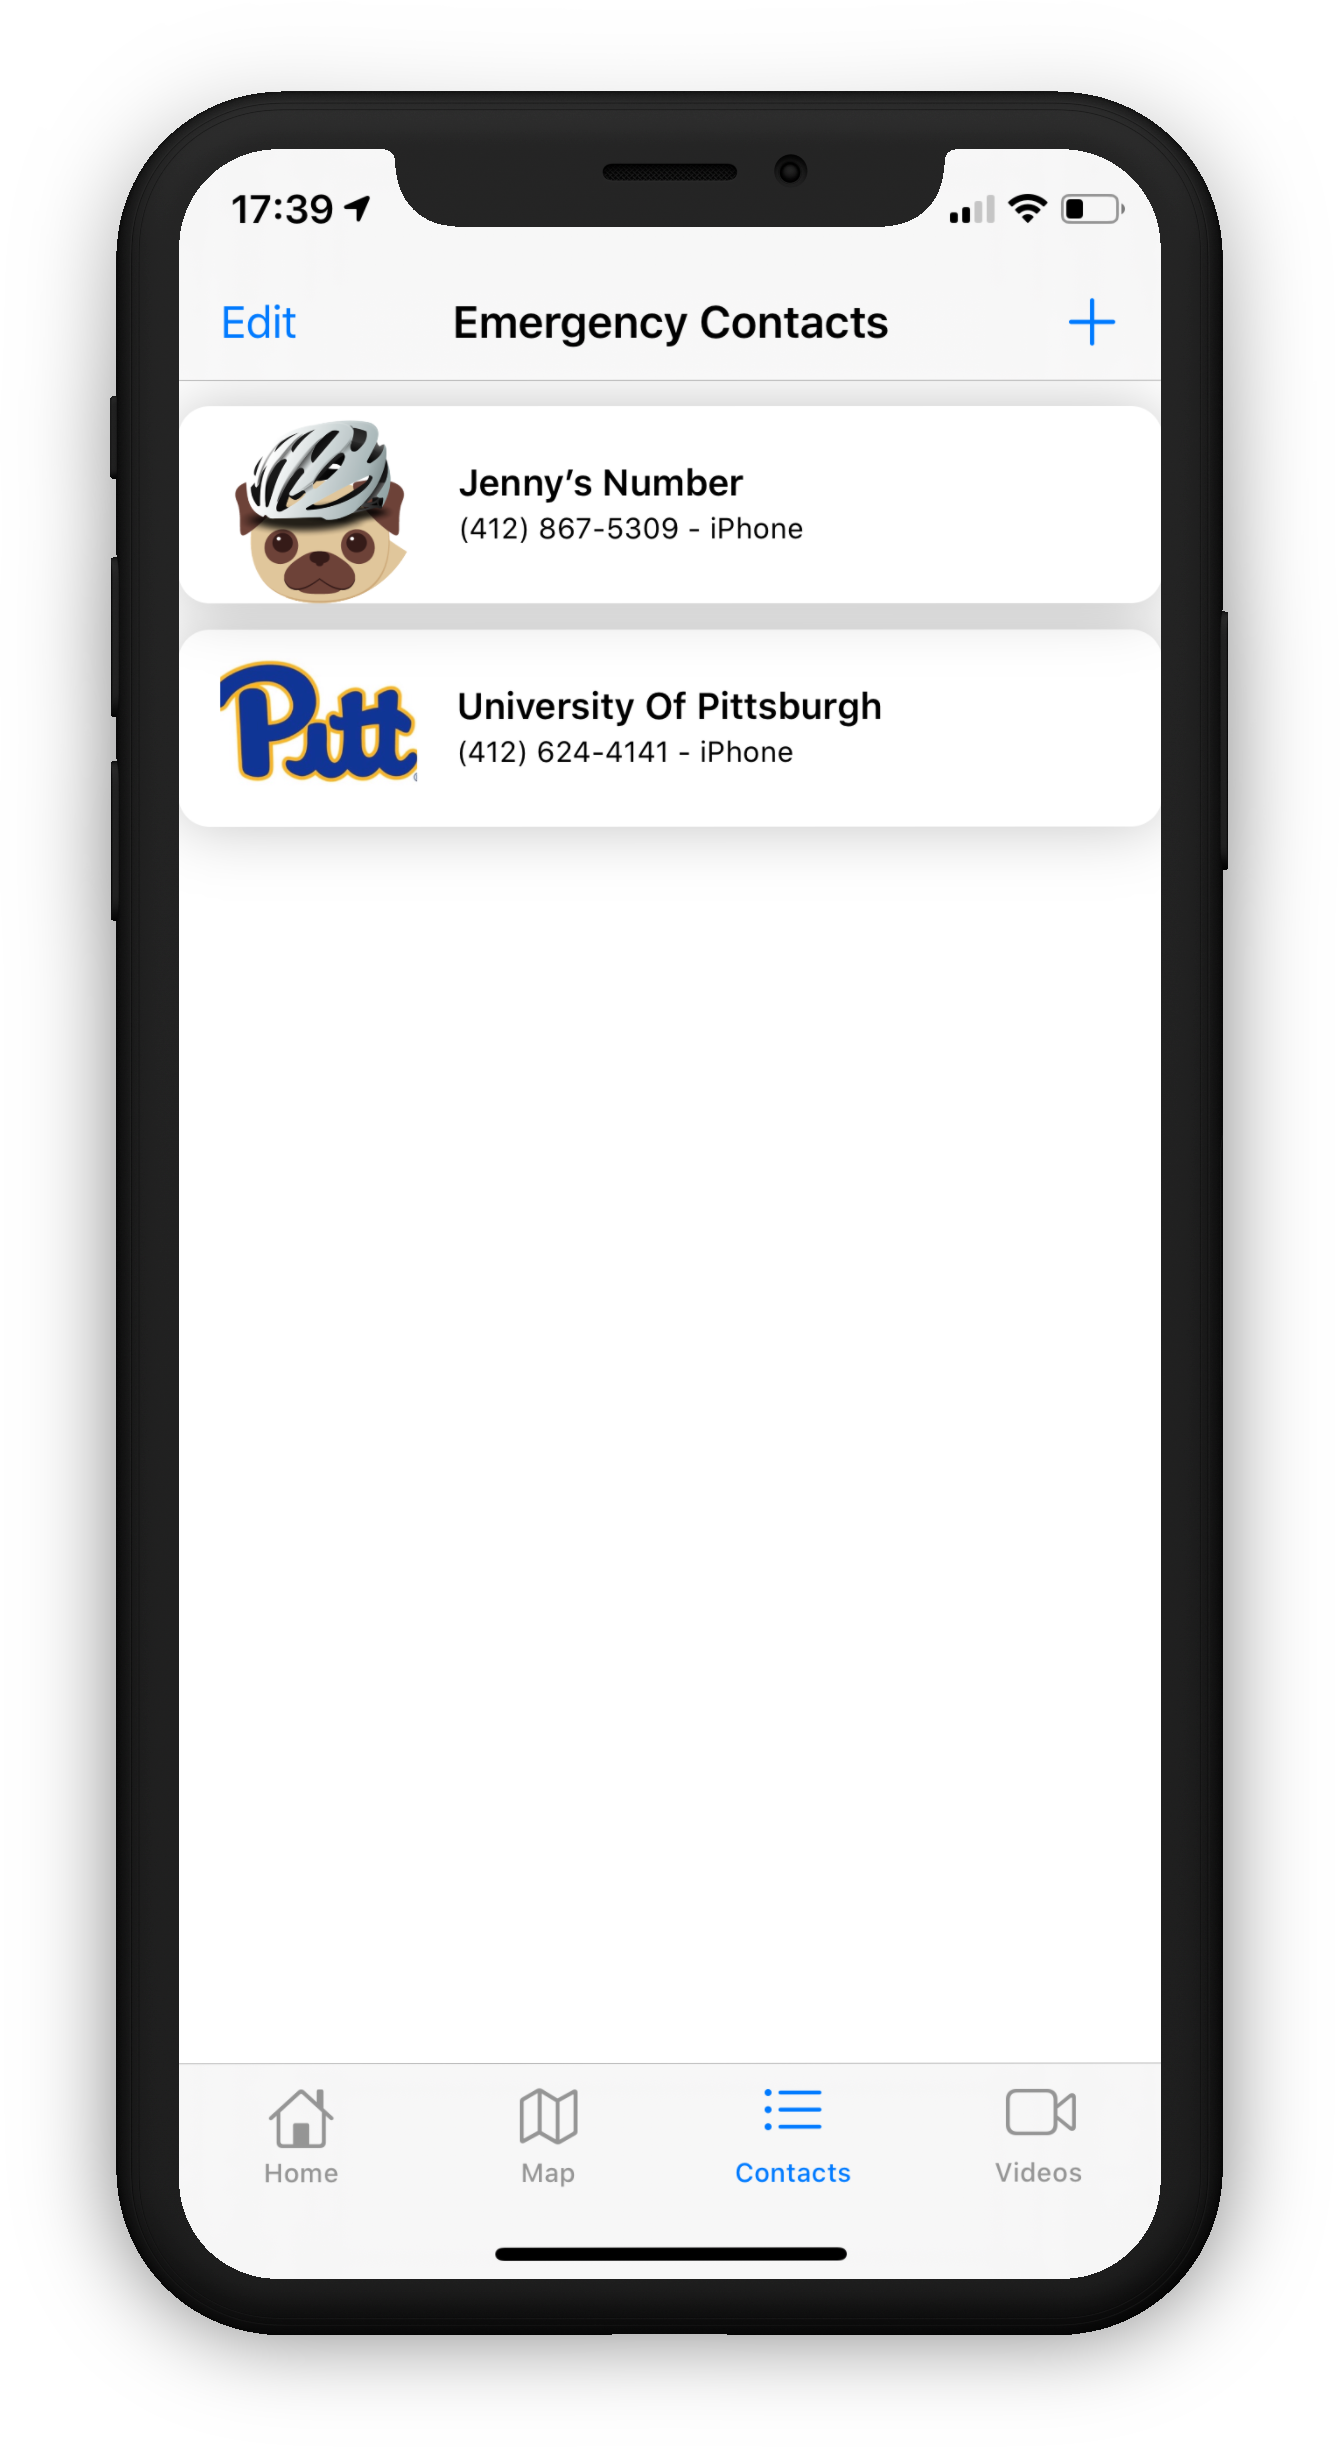 17:39
Edit Emergency Contacts
Jenny’s Number
(412) 867-5309 - iPhone
Pitt
University Of Pittsburgh
(412) 624-4141 - iPhone
Home Map Contacts Videos